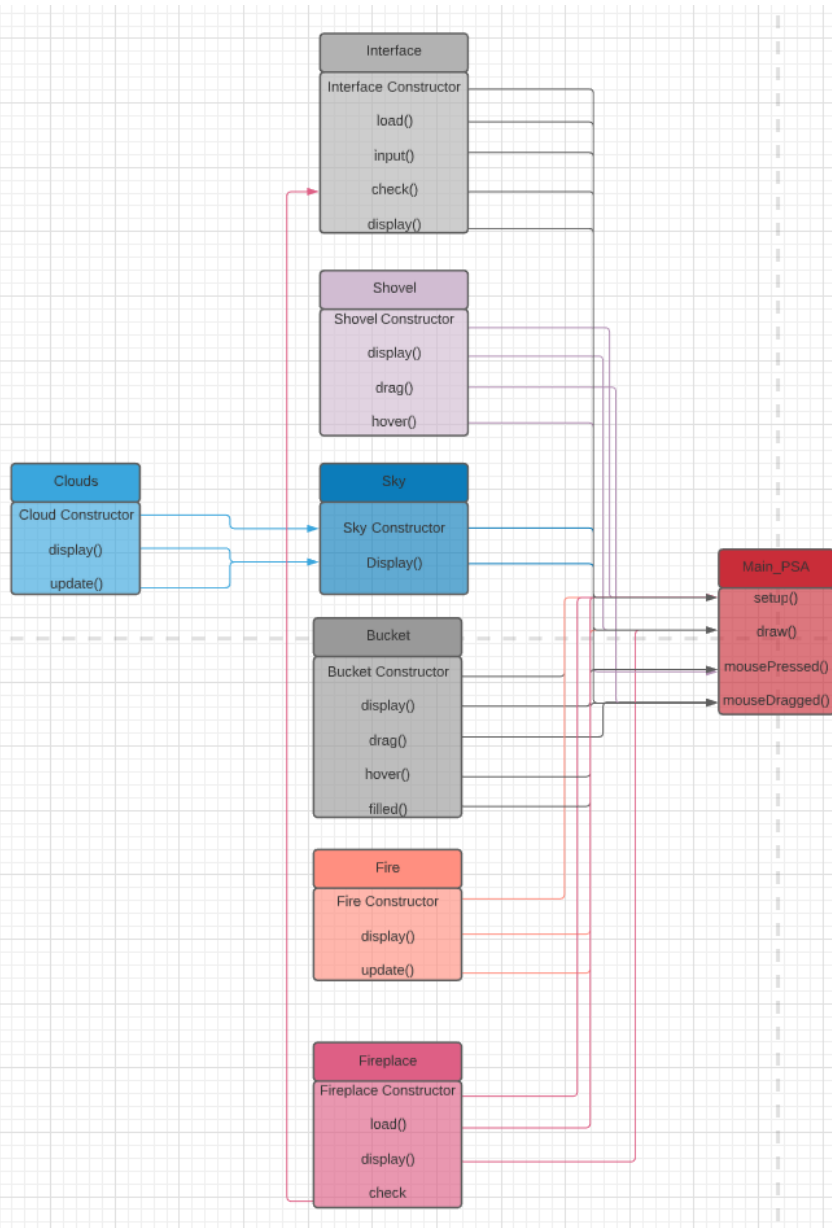 Interface
Interface Constructor
load()
input()
check()
display()
Shovel
Shovel Constructor
display()
drag()
hover()
Clouds
Cloud Constructor
display()
update()
Sky
Sky Constructor
Display()
Main_PSA
setup()
draw()
mousePressed()
mouseDragged()
Bucket
Bucket Constructor
display()
drag()
hover()
filled()
Fire
Fire Constructor
display()
update()
Fireplace
Fireplace Constructor
load()
display()
check